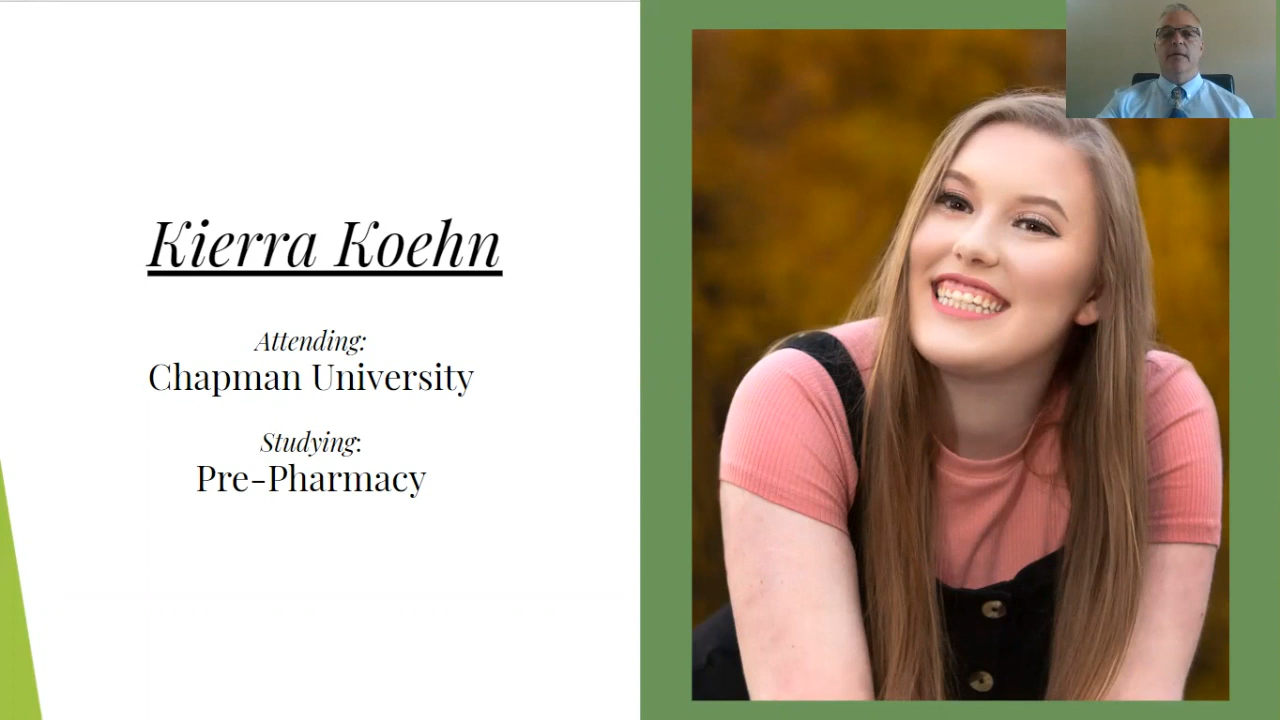 Kierra Koehn
Attending:
Chapman University
Studying:
Pre-Pharmacy